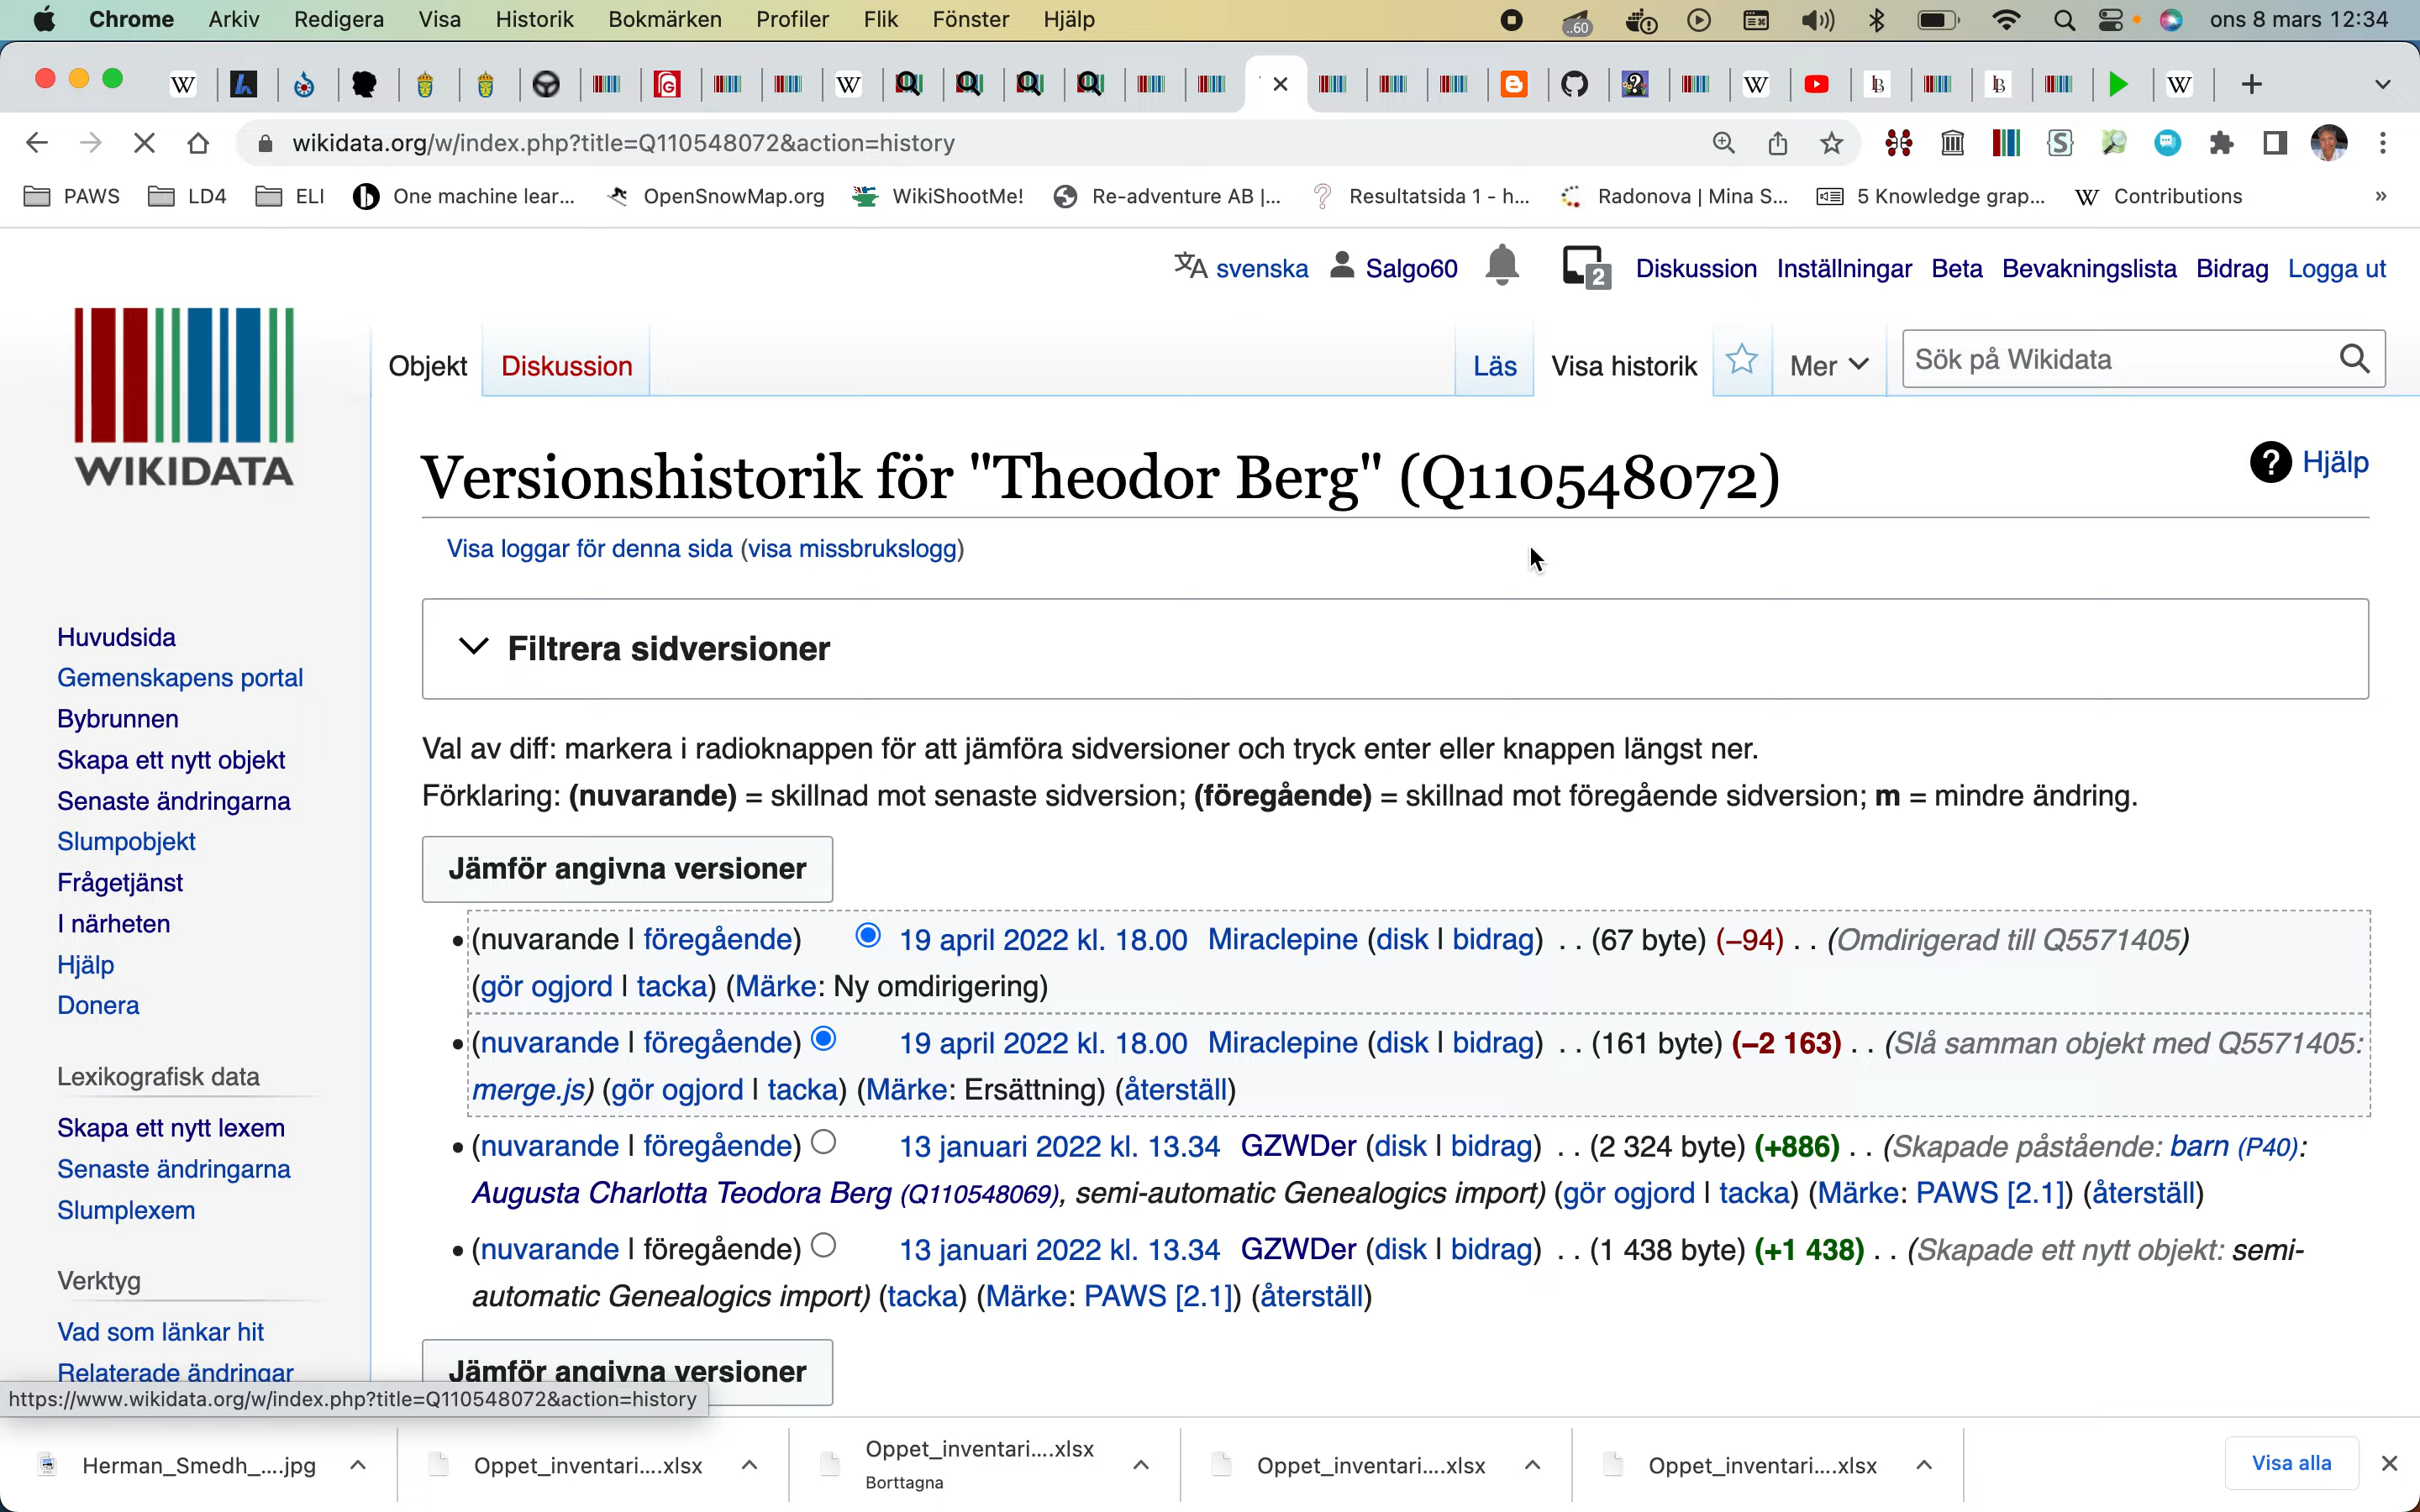 Chrome Arkiv Redigera Visa Historik Bokmärken Profiler Flik Fönster Hjälp ..60 ons 8 mars 12:34
wikidata.org/w/index.php?title=Q110548072&action=history
PAWS LD4 ELI One machine lear... OpenSnowMap.org WikiShootMe! Re-adventure AB |... Resultatsida 1 - h... Radonova | Mina S... 5 Knowledge grap... Contributions »
svenska Salgo60 2 Diskussion Inställningar Beta Bevakningslista Bidrag Logga ut
WIKIDATA
Objekt Diskussion Läs Visa historik Mer Sök på Wikidata
Versionshistorik för "Theodor Berg" (Q110548072)
Hjälp
Visa loggar för denna sida (visa missbrukslogg)
Filtrera sidversioner
Val av diff: markera i radioknappen för att jämföra sidversioner och tryck enter eller knappen längst ner.
Förklaring: (nuvarande) = skillnad mot senaste sidversion; (föregående) = skillnad mot föregående sidversion; m = mindre ändring.
Jämför angivna versioner
• (nuvarande | föregående) 19 april 2022 kl. 18.00 Miraclepine (disk | bidrag) . . (67 byte) (−94) . . (Omdirigerad till Q5571405)
(gör ogjord | tacka) (Märke: Ny omdirigering)
• (nuvarande | föregående) 19 april 2022 kl. 18.00 Miraclepine (disk | bidrag) . . (161 byte) (−2 163) . . (Slå samman objekt med Q5571405:
merge.js) (gör ogjord | tacka) (Märke: Ersättning) (återställ)
• (nuvarande | föregående) 13 januari 2022 kl. 13.34 GZWDer (disk | bidrag) . . (2 324 byte) (+886) . . (Skapade påstående: barn (P40):
Augusta Charlotta Teodora Berg (Q110548069), semi-automatic Genealogics import) (gör ogjord | tacka) (Märke: PAWS [2.1]) (återställ)
• (nuvarande | föregående) 13 januari 2022 kl. 13.34 GZWDer (disk | bidrag) . . (1 438 byte) (+1 438) . . (Skapade ett nytt objekt: semi-
automatic Genealogics import) (tacka) (Märke: PAWS [2.1]) (återställ)
Jämför angivna versioner
Huvudsida
Gemenskapens portal
Bybrunnen
Skapa ett nytt objekt
Senaste ändringarna
Slumpobjekt
Frågetjänst
I närheten
Hjälp
Donera
Lexikografisk data
Skapa ett nytt lexem
Senaste ändringarna
Slumplexem
Verktyg
Vad som länkar hit
Relaterade ändringar
https://www.wikidata.org/w/index.php?title=Q110548072&action=history
Herman_Smedh_....jpg Oppet_inventari....xlsx Oppet_inventari....xlsx Oppet_inventari....xlsx Oppet_inventari....xlsx Visa alla
Borttagna